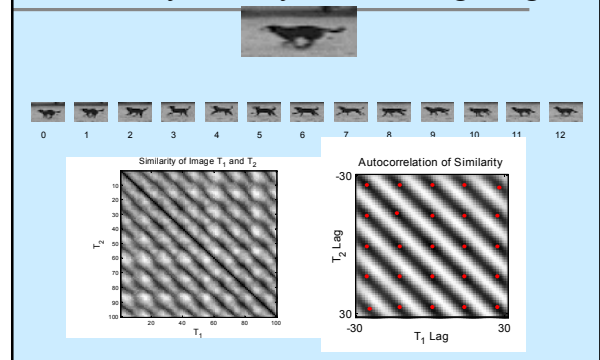 0 1 2 3 4 5 6 7 8 9 10 11 12
Similarity of Image T1 and T2
10
20
30
40
50
60
70
80
90
100
T2
20 40 60 80 100
T1
Autocorrelation of Similarity
-30
T2 Lag
30
-30 30
T1 Lag